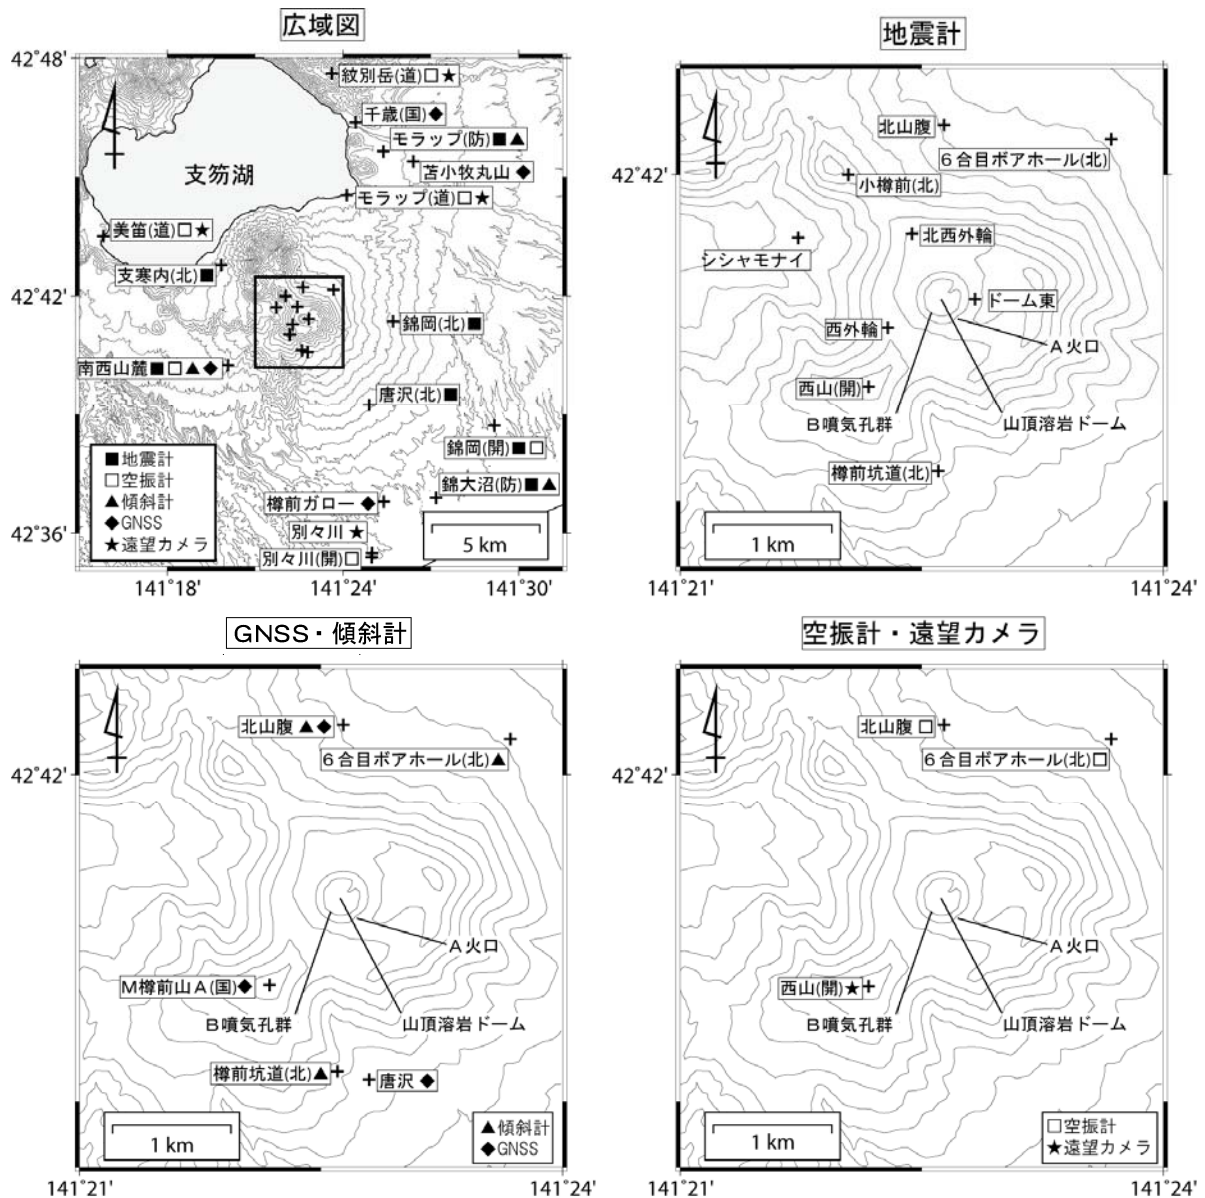 広域図
42˚48'
紋別岳(道)□★
千歳(国)◆
モラップ(防)■▲
苫小牧丸山 ◆
支笏湖
モラップ(道)□★
美笛(道)□★
支寒内(北)■
42˚42'
錦岡(北)■
南西山麓■□▲◆
唐沢(北)■
錦岡(開)■□
■地震計
□空振計
▲傾斜計
◆GNSS
★遠望カメラ
錦大沼(防)■▲
樽前ガロー◆
別々川 ★
別々川(開)□
42˚36'
5 km
141˚18' 141˚24' 141˚30'
地震計
北山腹
6合目ボアホール(北)
42˚42'
小樽前(北)
北西外輪
シシャモナイ
ドーム東
西外輪
A火口
西山(開)
B噴気孔群
山頂溶岩ドーム
樽前坑道(北)
1 km
141˚21' 141˚24'
GNSS・傾斜計
北山腹 ▲◆
6合目ボアホール(北)▲
42˚42'
A火口
M樽前山A(国)◆
B噴気孔群
山頂溶岩ドーム
樽前坑道(北)▲
唐沢 ◆
1 km
▲傾斜計
◆GNSS
141˚21' 141˚24'
空振計・遠望カメラ
北山腹 □
6合目ボアホール(北)□
42˚42'
A火口
西山(開)★
B噴気孔群
山頂溶岩ドーム
1 km
□空振計
★遠望カメラ
141˚21' 141˚24'